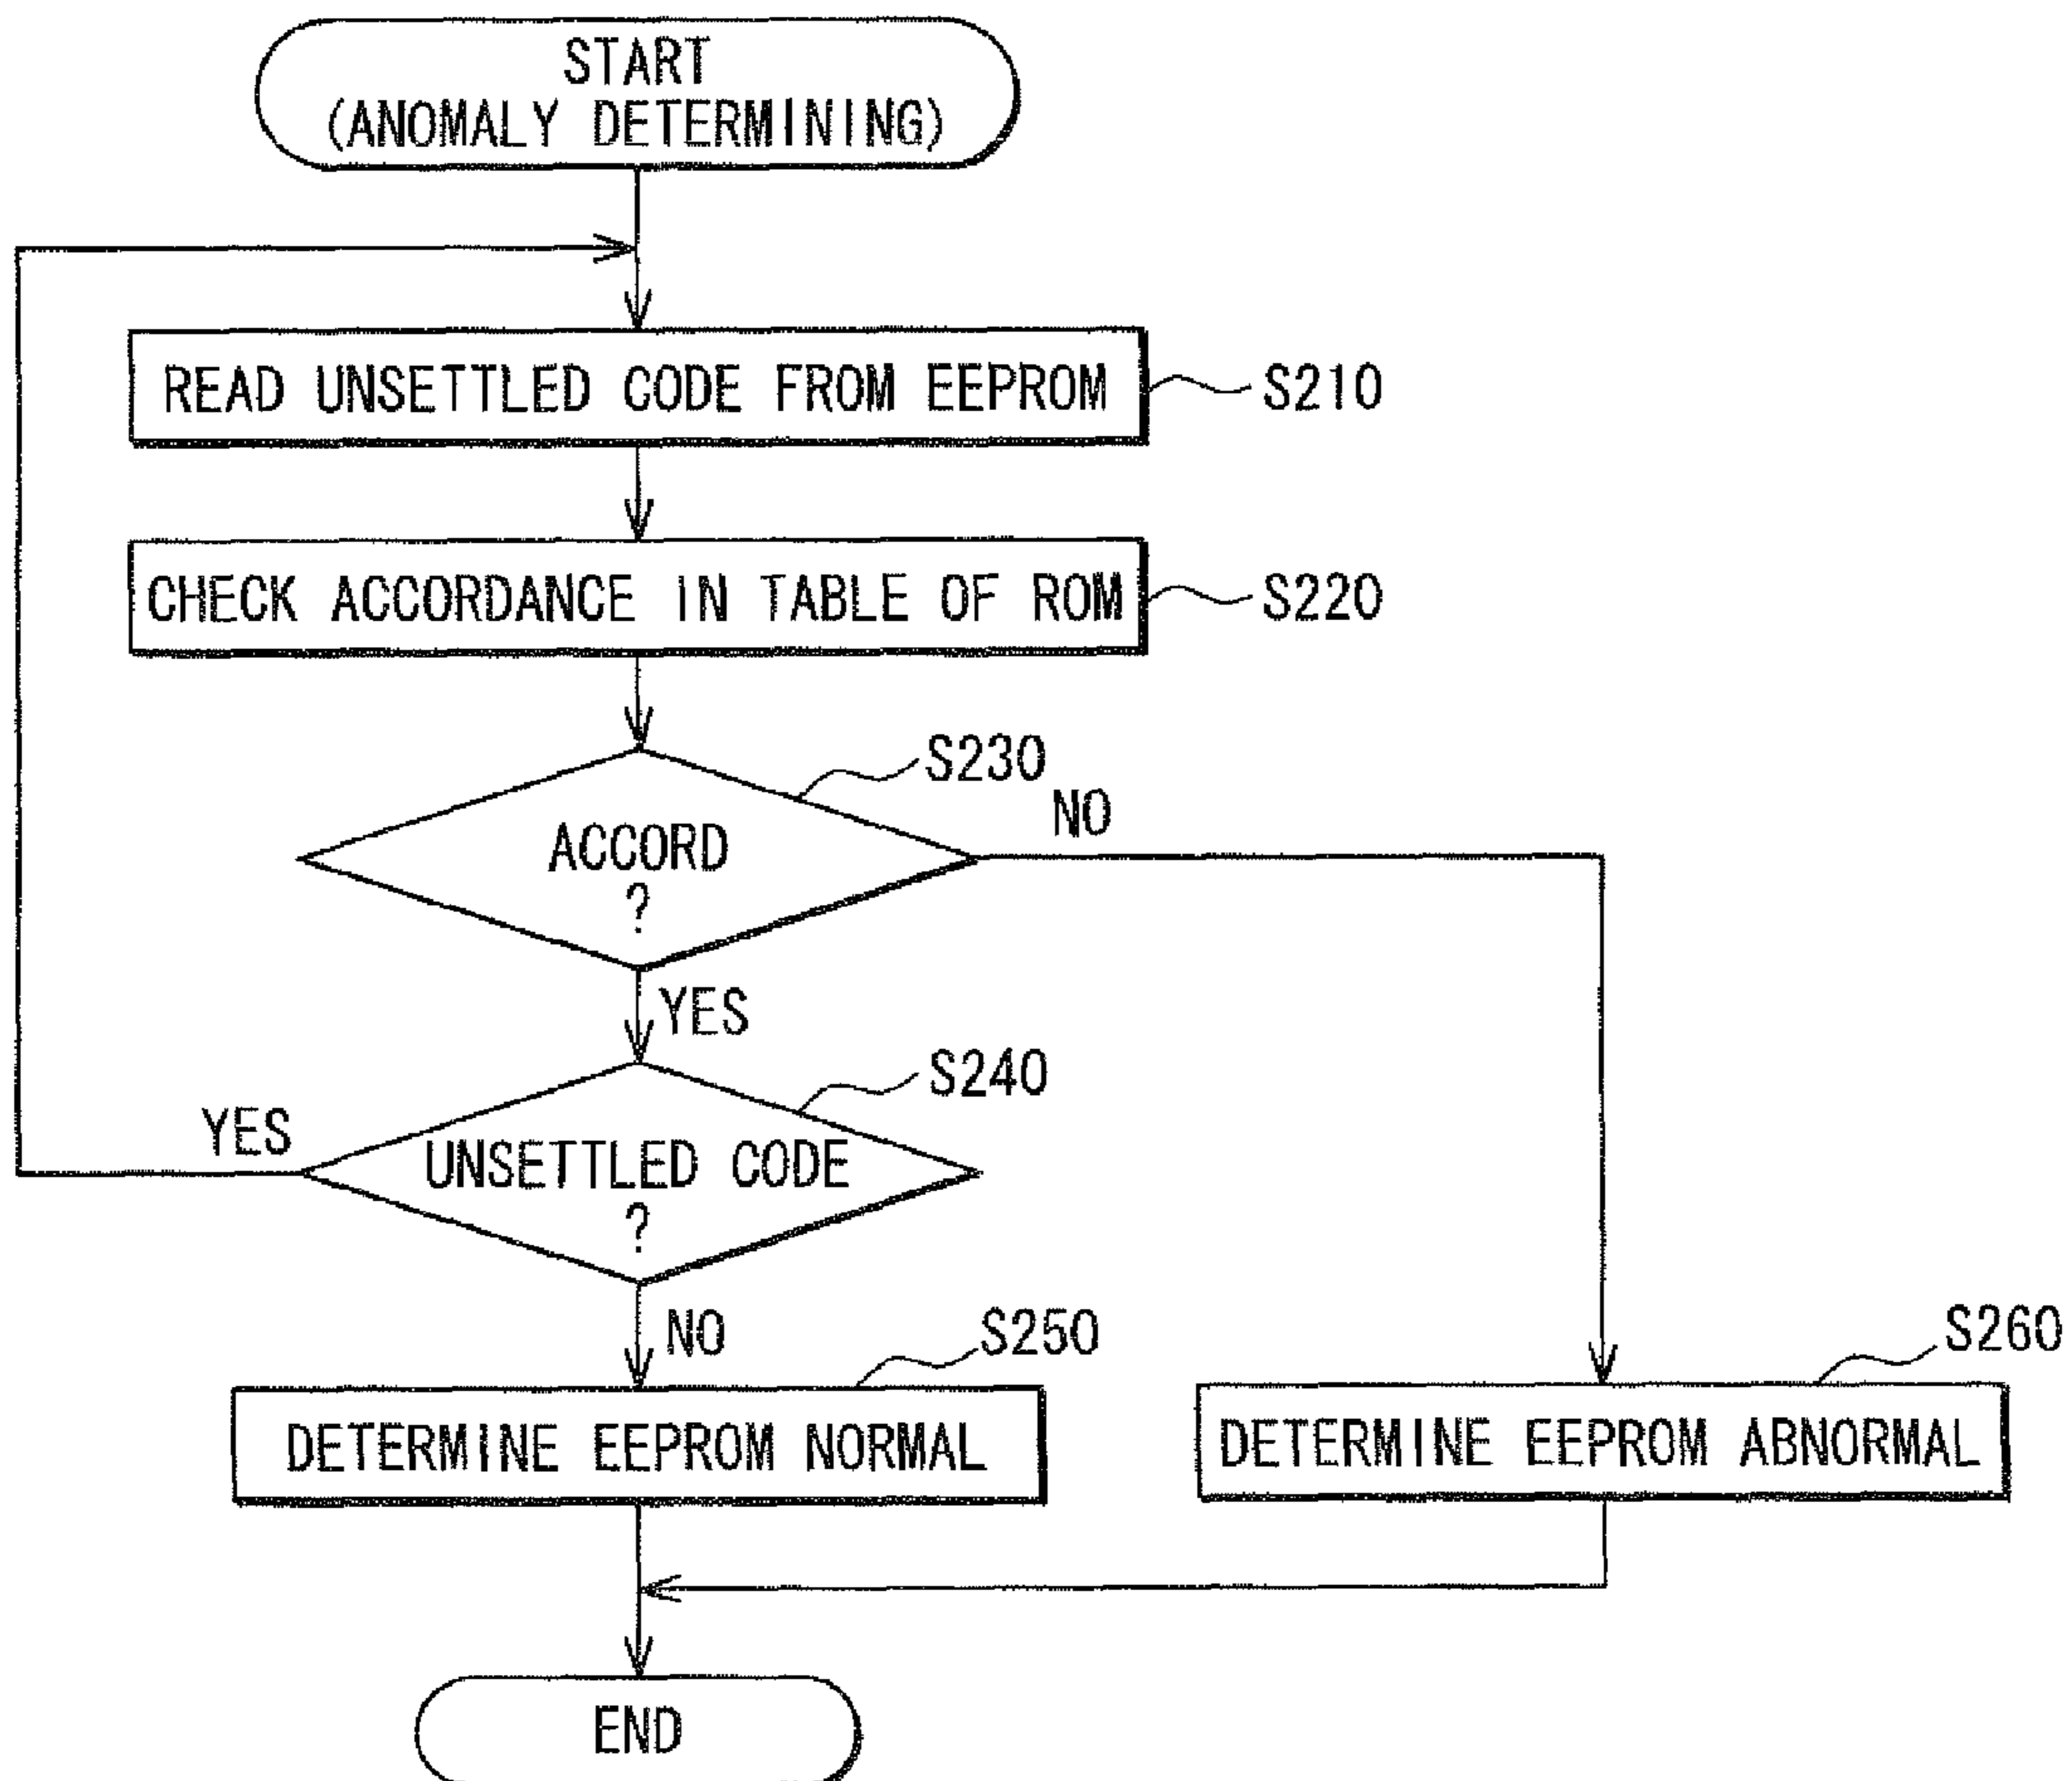 START
(ANOMALY DETERMINING)
READ UNSETTLED CODE FROM EEPROM
S210
CHECK ACCORDANCE IN TABLE OF ROM
S220
S230
ACCORD
?
NO
YES
S240
YES
UNSETTLED CODE
?
NO
S250
S260
DETERMINE EEPROM NORMAL
DETERMINE EEPROM ABNORMAL
END